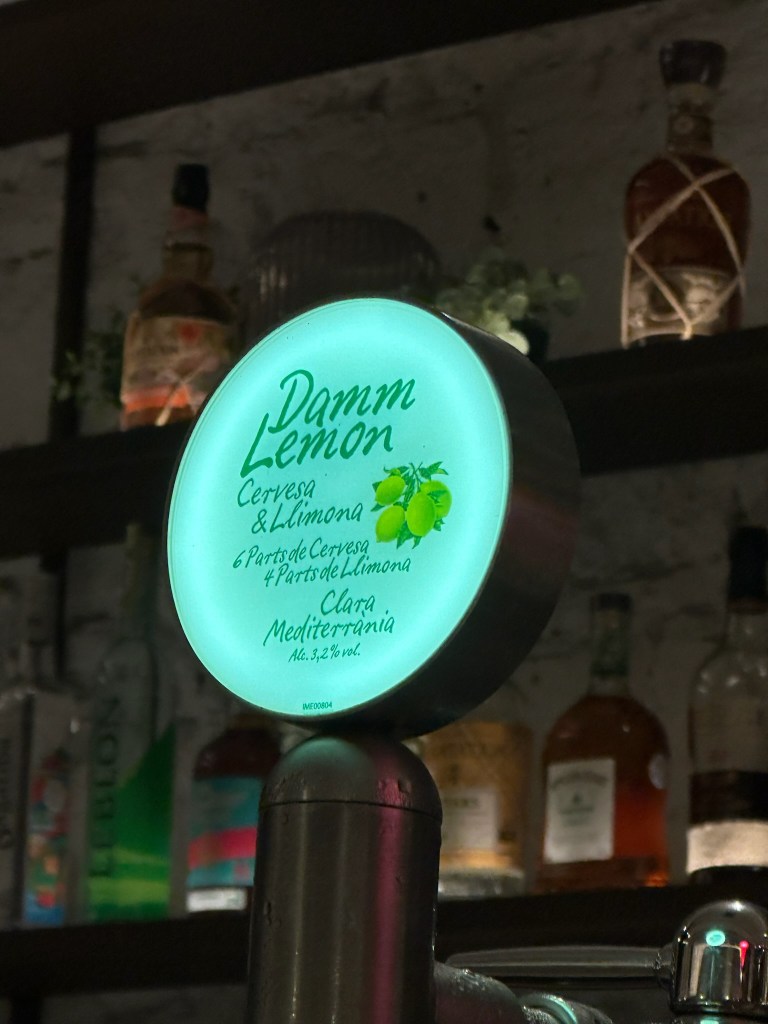 Damm
Lemon
Cervesa
& Llimona
6 Parts de Cervesa
4 Parts de Llimona
Clara
Mediterrania
Alc. 3,2% vol.
IME00804
LEBLON